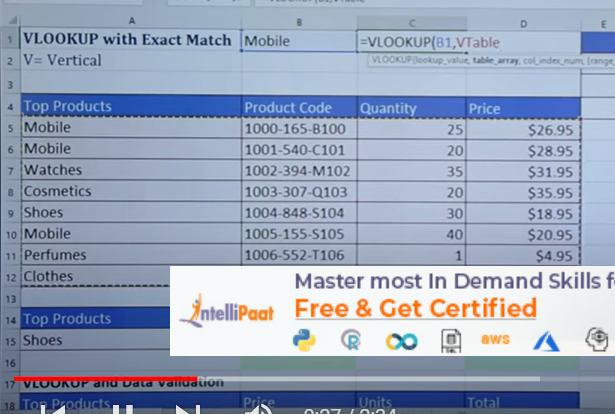 A B C D E
1 VLOOKUP with Exact Match Mobile =VLOOKUP(B1,VTable
2 V= Vertical VLOOKUP(lookup_value, table_array, col_index_num, [range_
3
4 Top Products Product Code Quantity Price
5 Mobile 1000-165-B100 25 $26.95
6 Mobile 1001-540-C101 20 $28.95
7 Watches 1002-394-M102 35 $31.95
8 Cosmetics 1003-307-Q103 20 $35.95
9 Shoes 1004-848-S104 30 $18.95
10 Mobile 1005-155-S105 40 $20.95
11 Perfumes 1006-552-T106 1 $4.95
12 Clothes
Master most In Demand Skills f
IntelliPaat Free & Get Certified
aws
13
14 Top Products
15 Shoes
16
17 VLOOKUP and Data Validation
18 Top Products Price Units Total